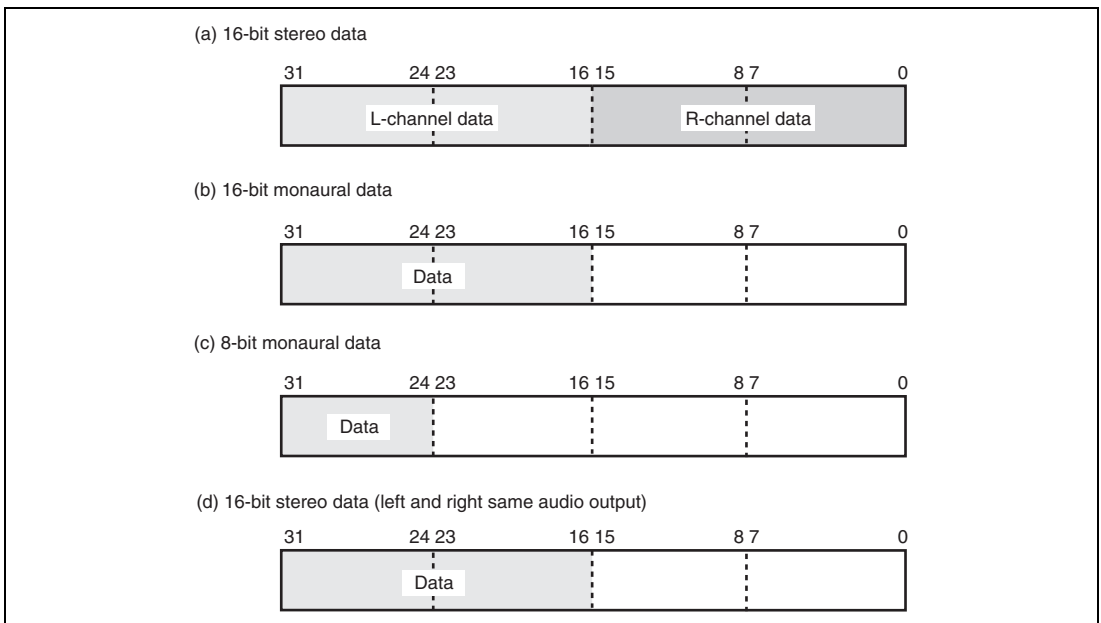 (a) 16-bit stereo data
31 24 23 16 15 8 7 0
L-channel data R-channel data
(b) 16-bit monaural data
31 24 23 16 15 8 7 0
Data
(c) 8-bit monaural data
31 24 23 16 15 8 7 0
Data
(d) 16-bit stereo data (left and right same audio output)
31 24 23 16 15 8 7 0
Data